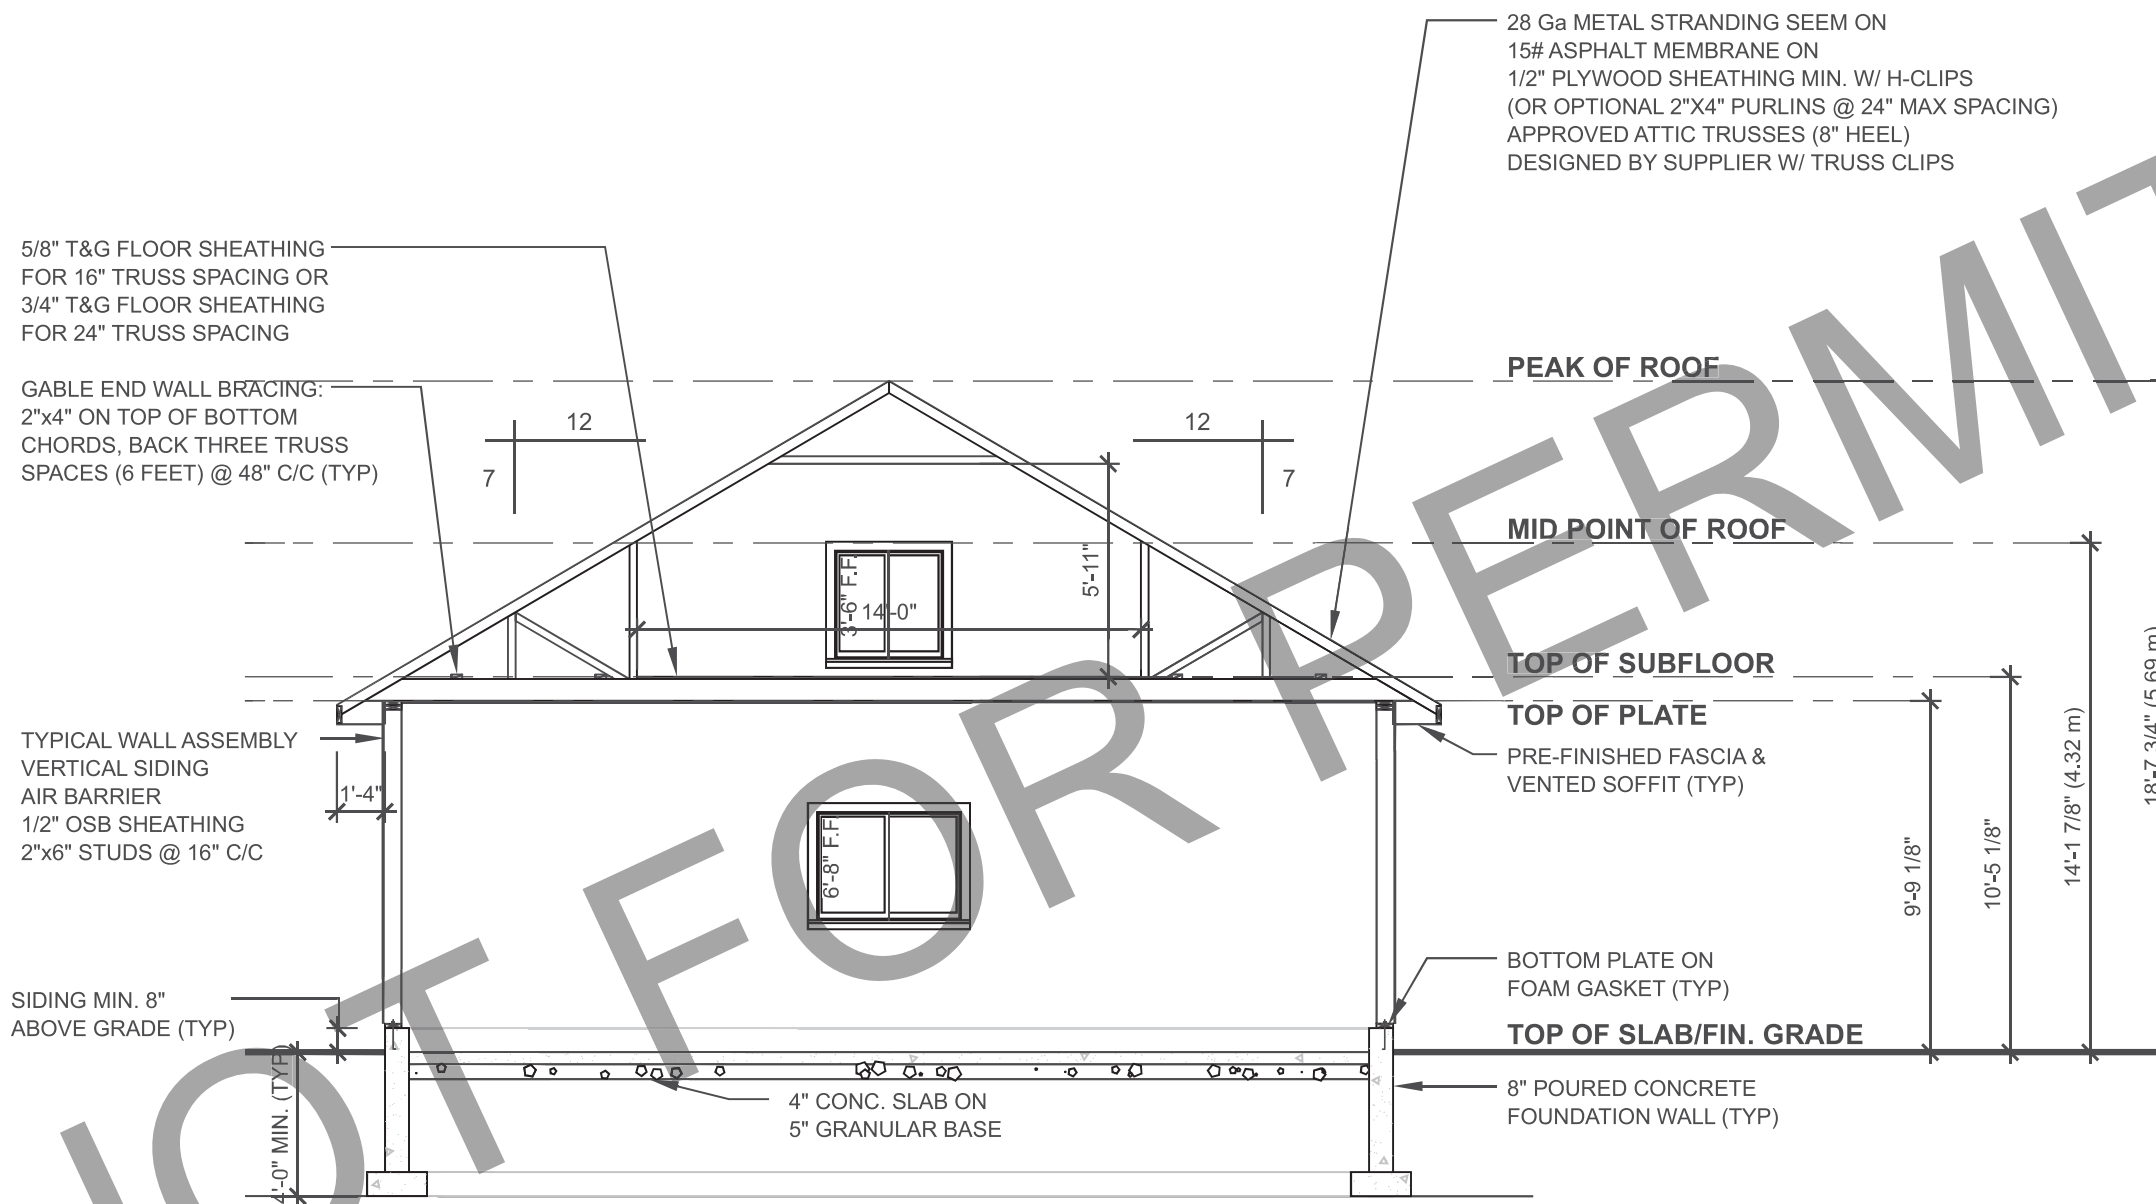 28 Ga METAL STRANDING SEEM ON
15# ASPHALT MEMBRANE ON
1/2" PLYWOOD SHEATHING MIN. W/ H-CLIPS
(OR OPTIONAL 2"X4" PURLINS @ 24" MAX SPACING)
APPROVED ATTIC TRUSSES (8" HEEL)
DESIGNED BY SUPPLIER W/ TRUSS CLIPS
5/8" T&G FLOOR SHEATHING
FOR 16" TRUSS SPACING OR
3/4" T&G FLOOR SHEATHING
FOR 24" TRUSS SPACING
GABLE END WALL BRACING:
2"x4" ON TOP OF BOTTOM
CHORDS, BACK THREE TRUSS
SPACES (6 FEET) @ 48" C/C (TYP)
12
7
12
7
PEAK OF ROOF
MID POINT OF ROOF
5'-11"
3'-6" F.F.
14'-0"
TOP OF SUBFLOOR
TOP OF PLATE
PRE-FINISHED FASCIA &
VENTED SOFFIT (TYP)
TYPICAL WALL ASSEMBLY
VERTICAL SIDING
AIR BARRIER
1/2" OSB SHEATHING
2"x6" STUDS @ 16" C/C
1'-4"
6'-8" F.F.
9'-9 1/8"
10'-5 1/8"
14'-1 7/8" (4.32 m)
18'-7 3/4" (5.69 m)
BOTTOM PLATE ON
FOAM GASKET (TYP)
SIDING MIN. 8"
ABOVE GRADE (TYP)
TOP OF SLAB/FIN. GRADE
4'-0" MIN. (TYP)
4" CONC. SLAB ON
5" GRANULAR BASE
8" POURED CONCRETE
FOUNDATION WALL (TYP)
NOT FOR PERMIT